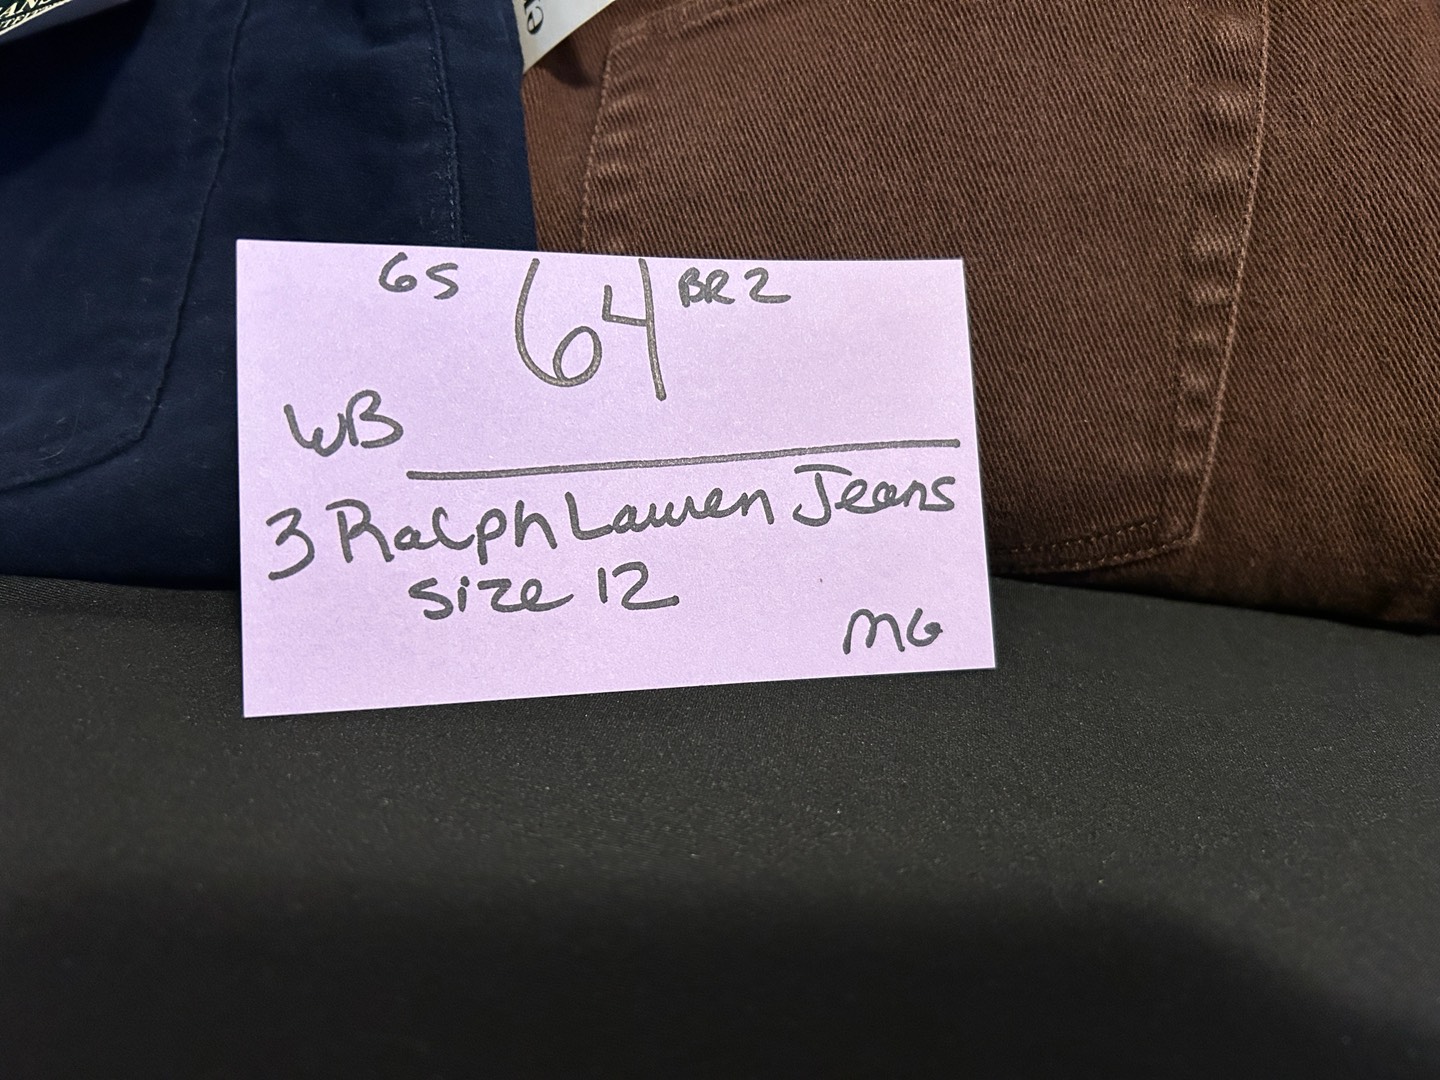 GS 64 BR2
WB
3 Ralph Lauren Jeans
size 12
MG